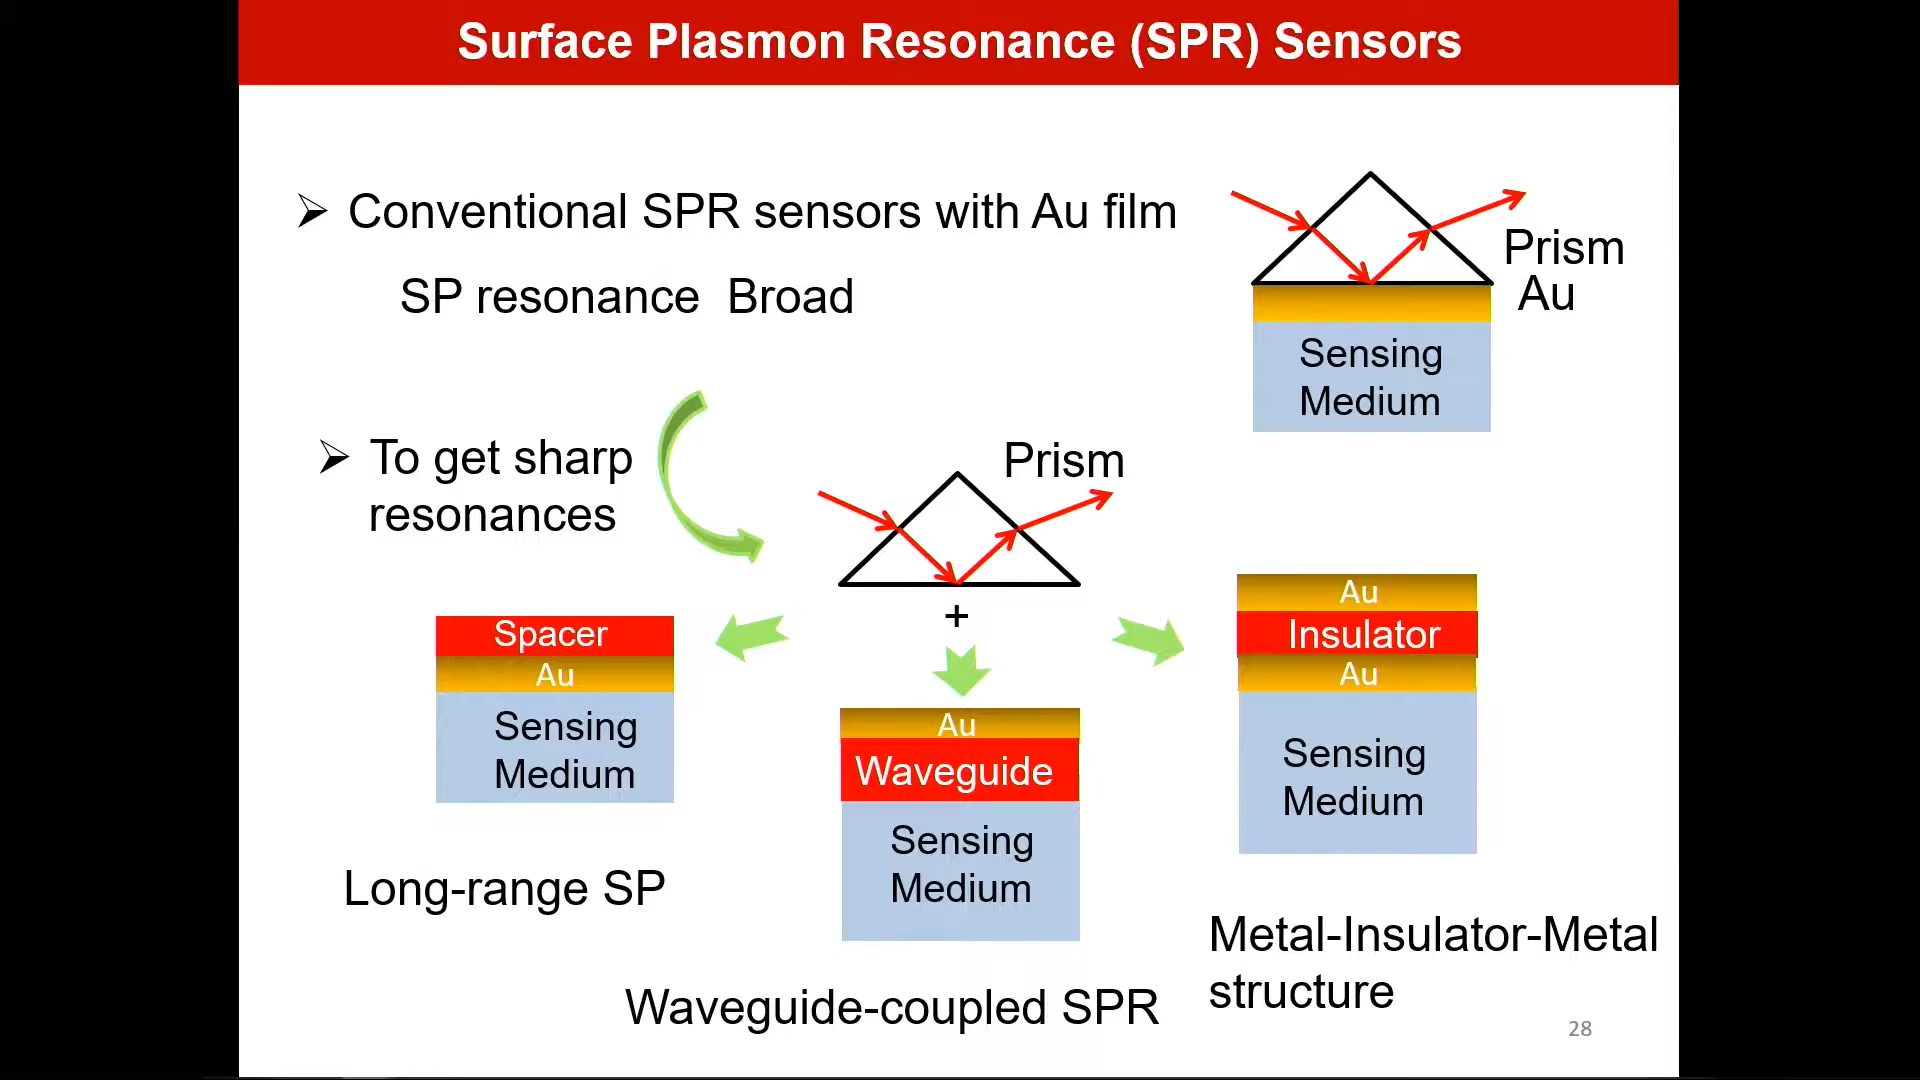 Surface Plasmon Resonance (SPR) Sensors
Conventional SPR sensors with Au film
SP resonance Broad
Prism
Au
Sensing
Medium
To get sharp
resonances
Prism
+
Spacer
Au
Sensing
Medium
Long-range SP
Au
Waveguide
Sensing
Medium
Waveguide-coupled SPR
Au
Insulator
Au
Sensing
Medium
Metal-Insulator-Metal
structure
28